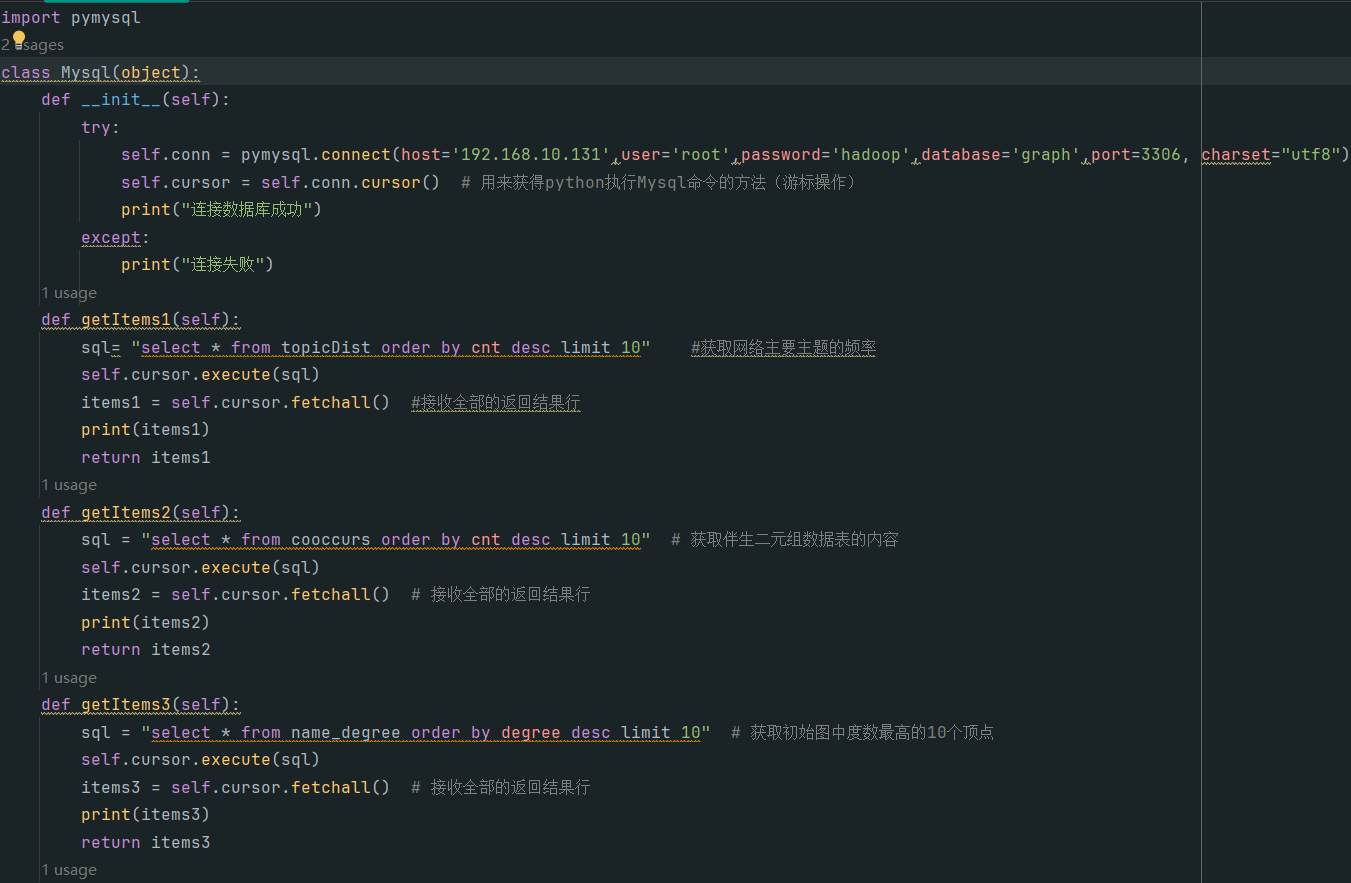 import pymysql
2 usages
class Mysql(object):
def __init__(self):
try:
self.conn = pymysql.connect(host='192.168.10.131',user='root',password='hadoop',database='graph',port=3306, charset="utf8")
self.cursor = self.conn.cursor()  # 用来获得python执行Mysql命令的方法（游标操作）
print("连接数据库成功")
except:
print("连接失败")
1 usage
def getItems1(self):
sql= "select * from topicDist order by cnt desc limit 10"    #获取网络主要主题的频率
self.cursor.execute(sql)
items1 = self.cursor.fetchall()  #接收全部的返回结果行
print(items1)
return items1
1 usage
def getItems2(self):
sql = "select * from cooccurs order by cnt desc limit 10"  # 获取伴生二元组数据表的内容
self.cursor.execute(sql)
items2 = self.cursor.fetchall()  # 接收全部的返回结果行
print(items2)
return items2
1 usage
def getItems3(self):
sql = "select * from name_degree order by degree desc limit 10"  # 获取初始图中度数最高的10个顶点
self.cursor.execute(sql)
items3 = self.cursor.fetchall()  # 接收全部的返回结果行
print(items3)
return items3
1 usage